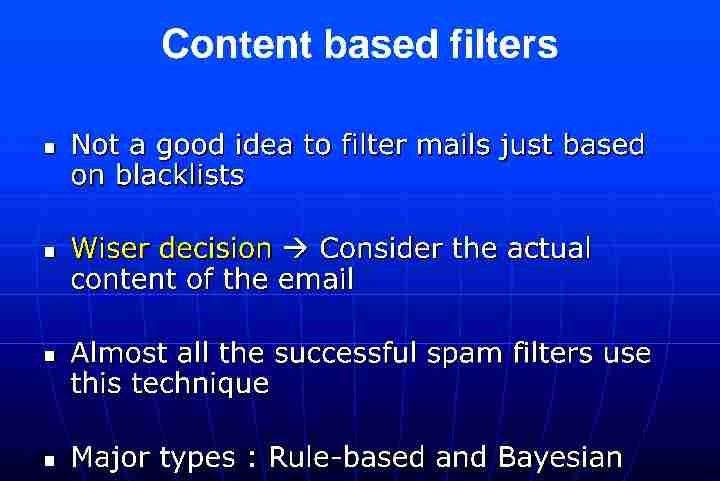 Content based filters
Not a good idea to filter mails just based
on blacklists
Wiser decision → Consider the actual
content of the email
Almost all the successful spam filters use
this technique
Major types : Rule-based and Bayesian